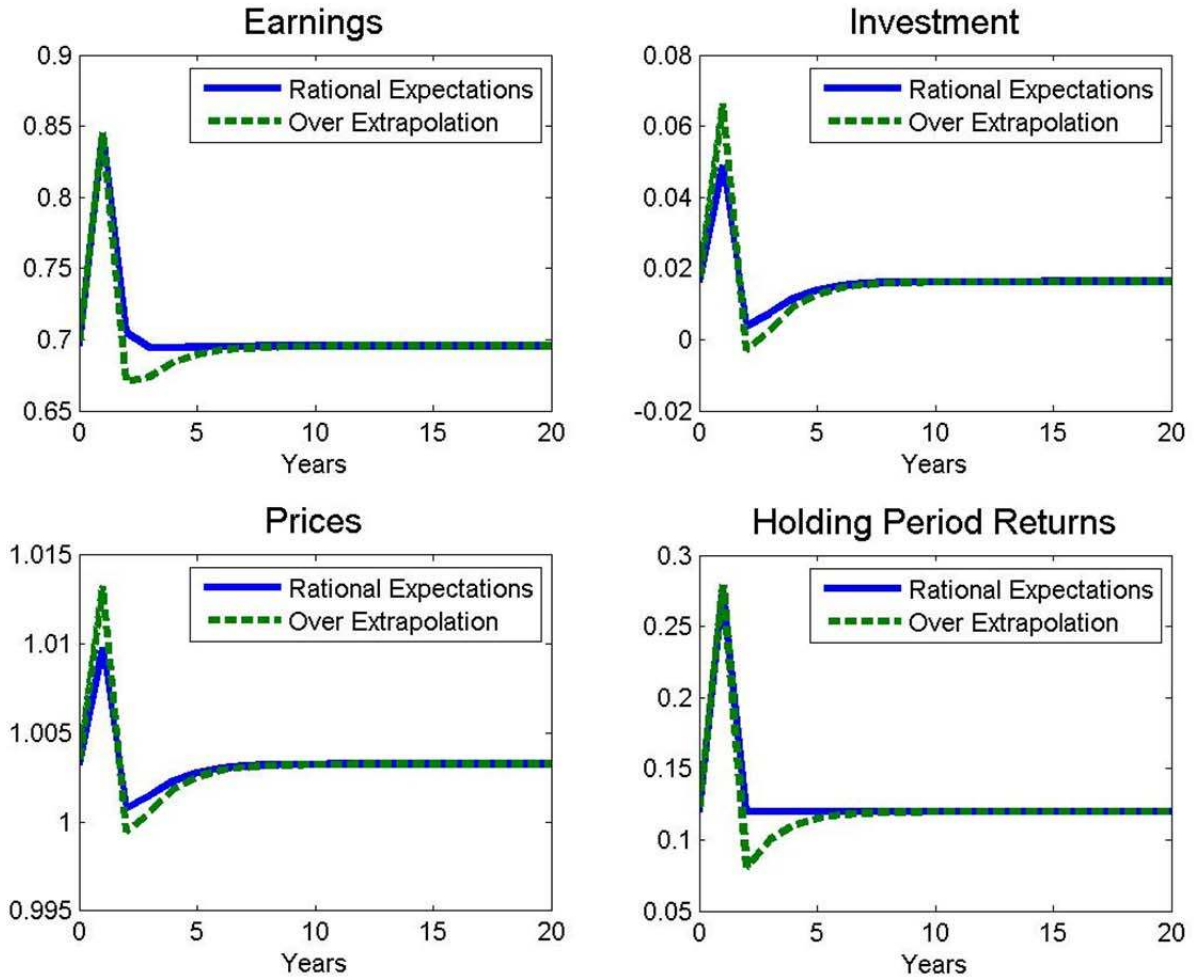 Earnings
0.9
0.85
0.8
0.75
0.7
0.65
Rational Expectations
Over Extrapolation
0 5 10 15 20
Years
Investment
0.08
0.06
0.04
0.02
0
-0.02
Rational Expectations
Over Extrapolation
0 5 10 15 20
Years
Prices
1.015
1.01
1.005
1
0.995
Rational Expectations
Over Extrapolation
0 5 10 15 20
Years
Holding Period Returns
0.3
0.25
0.2
0.15
0.1
0.05
Rational Expectations
Over Extrapolation
0 5 10 15 20
Years